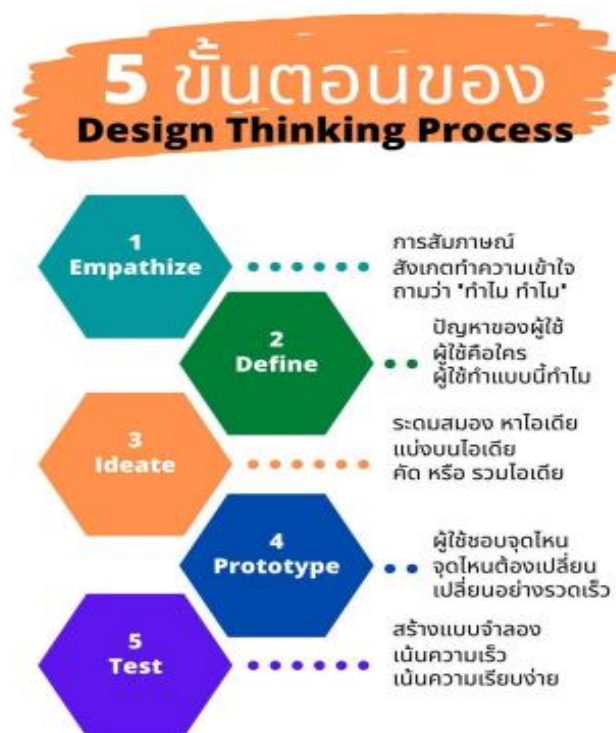 5 ขั้นตอนของ
Design Thinking Process
1
Empathize
การสัมภาษณ์
สังเกตทำความเข้าใจ
ถามว่า "ทำไม ทำไม"
2
Define
ปัญหาของผู้ใช้
ผู้ใช้คือใคร
ผู้ใช้ทำแบบนี้ทำไม
3
Ideate
ระดมสมอง หาไอเดีย
แบ่งบนไอเดีย
คัด หรือ รวมไอเดีย
4
Prototype
ผู้ใช้ชอบจุดไหน
จุดไหนต้องเปลี่ยน
เปลี่ยนอย่างรวดเร็ว
5
Test
สร้างแบบจำลอง
เน้นความเร็ว
เน้นความเรียบง่าย